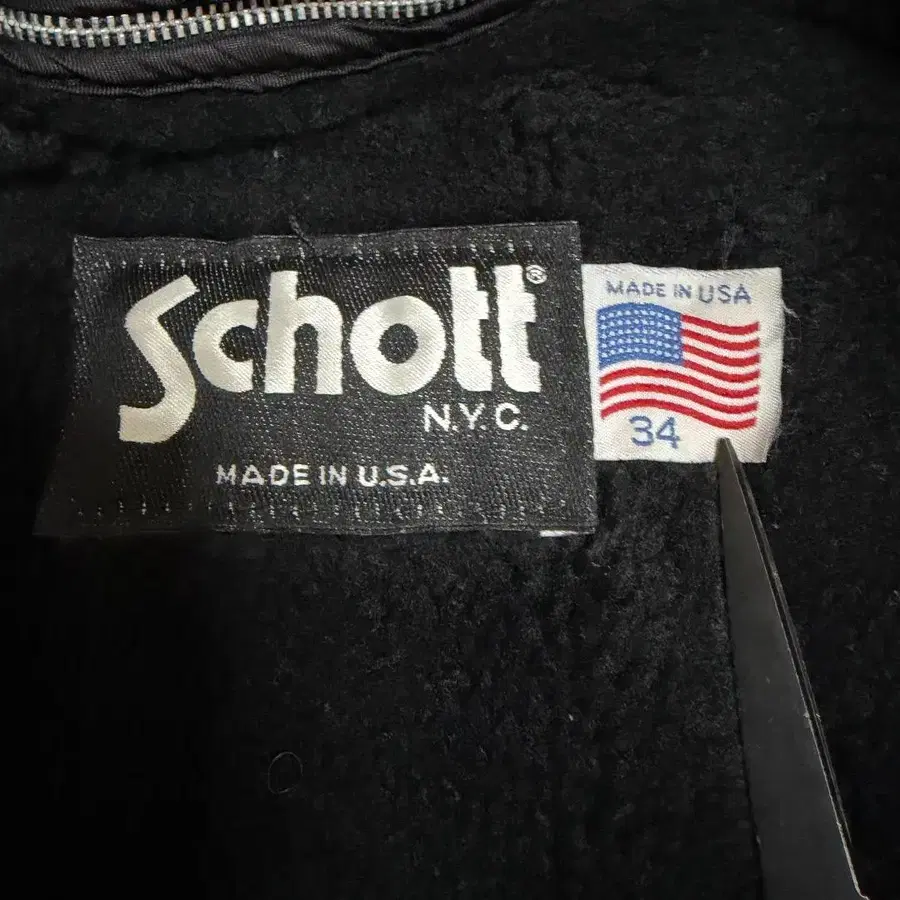 Schott®
N.Y.C.
MADE IN U.S.A.
MADE IN USA
34